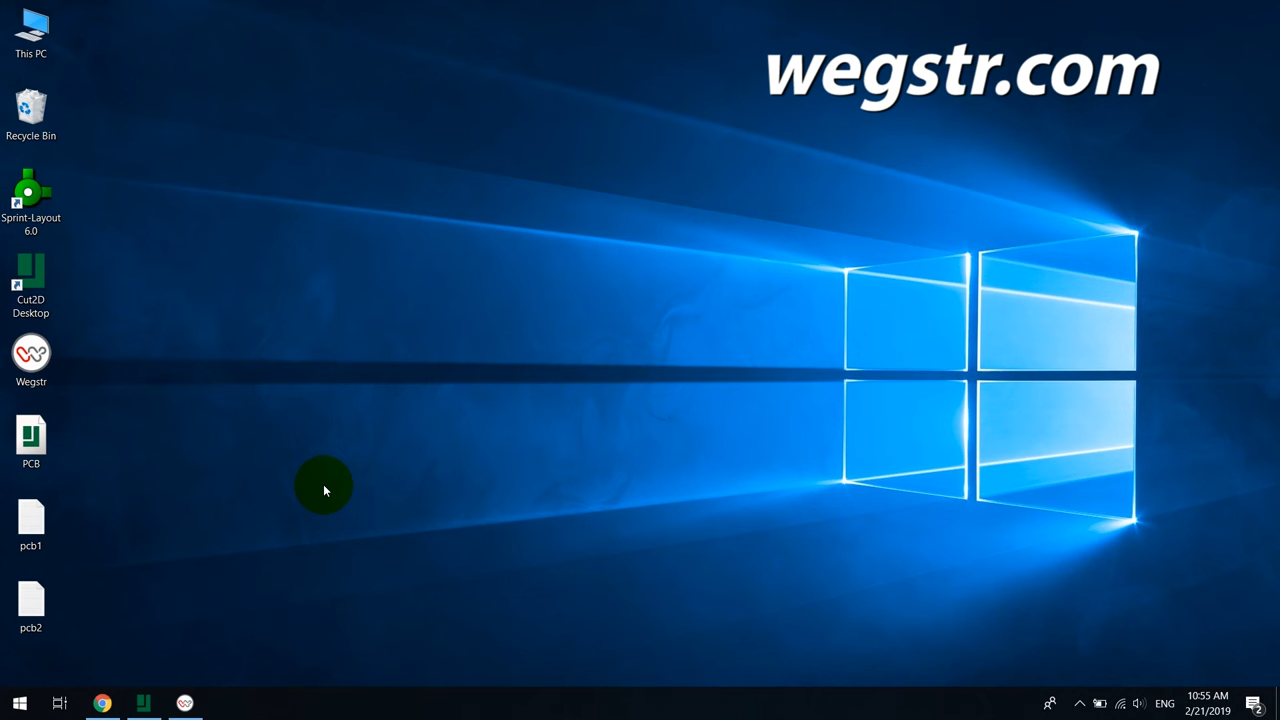 wegstr.com
This PC
Recycle Bin
Sprint-Layout
6.0
Cut2D
Desktop
Wegstr
PCB
pcb1
pcb2
ENG
10:55 AM
2/21/2019
2